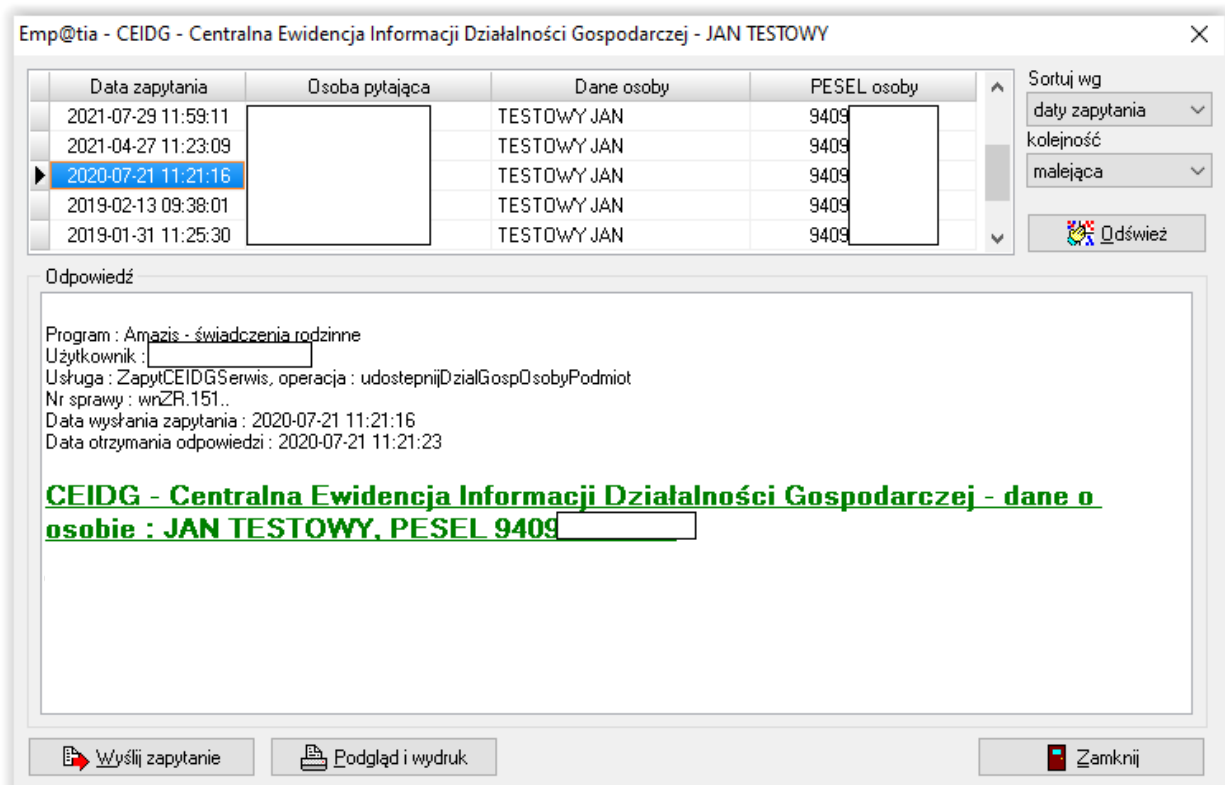 Emp@tia - CEIDG - Centralna Ewidencja Informacji Działalności Gospodarczej - JAN TESTOWY
Data zapytania Osoba pytająca Dane osoby PESEL osoby
2021-07-29 11:59:11 TESTOWY JAN 9409
2021-04-27 11:23:09 TESTOWY JAN 9409
2020-07-21 11:21:16 TESTOWY JAN 9409
2019-02-13 09:38:01 TESTOWY JAN 9409
2019-01-31 11:25:30 TESTOWY JAN 9409
Sortuj wg
daty zapytania
kolejność
malejąca
Odśwież
Odpowiedź
Program : Amazis - świadczenia rodzinne
Użytkownik :
Usługa : ZapytCEIDGSerwis, operacja : udostepnijDzialGospOsobyPodmiot
Nr sprawy : wnZR.151..
Data wysłania zapytania : 2020-07-21 11:21:16
Data otrzymania odpowiedzi : 2020-07-21 11:21:23
CEIDG - Centralna Ewidencja Informacji Działalności Gospodarczej - dane o
osobie : JAN TESTOWY, PESEL 9409
Wyślij zapytanie
Podgląd i wydruk
Zamknij